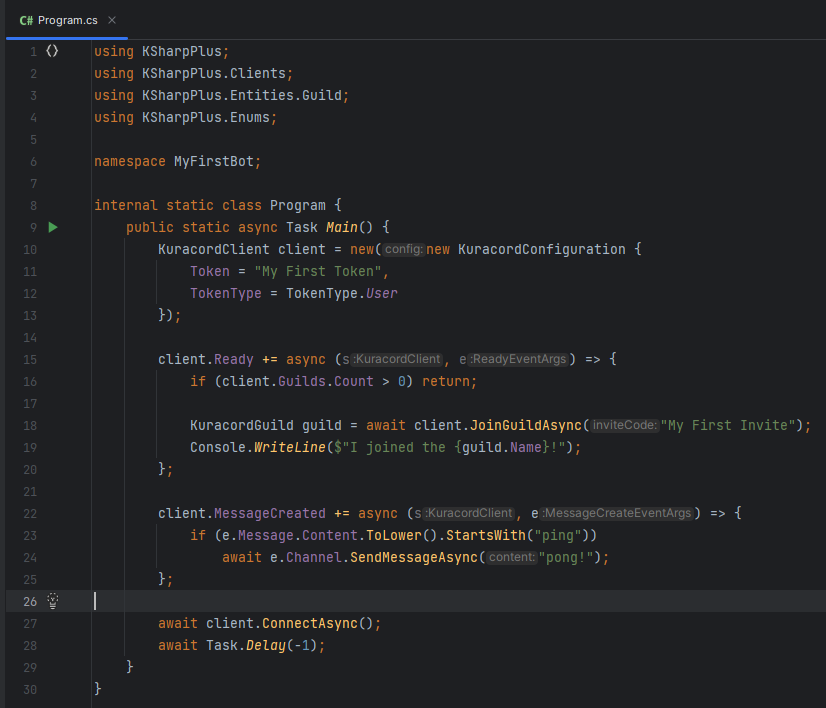 C# Program.cs ×
1 <> using KSharpPlus;
2 using KSharpPlus.Clients;
3 using KSharpPlus.Entities.Guild;
4 using KSharpPlus.Enums;
5
6 namespace MyFirstBot;
7
8 internal static class Program {
9 public static async Task Main() {
10 KuracordClient client = new(config:new KuracordConfiguration {
11 Token = "My First Token",
12 TokenType = TokenType.User
13 });
14
15 client.Ready += async (s:KuracordClient, e:ReadyEventArgs) => {
16 if (client.Guilds.Count > 0) return;
17
18 KuracordGuild guild = await client.JoinGuildAsync(inviteCode:"My First Invite");
19 Console.WriteLine($"I joined the {guild.Name}!");
20 };
21
22 client.MessageCreated += async (s:KuracordClient, e:MessageCreateEventArgs) => {
23 if (e.Message.Content.ToLower().StartsWith("ping"))
24 await e.Channel.SendMessageAsync(content:"pong!");
25 };
26
27 await client.ConnectAsync();
28 await Task.Delay(-1);
29 }
30 }